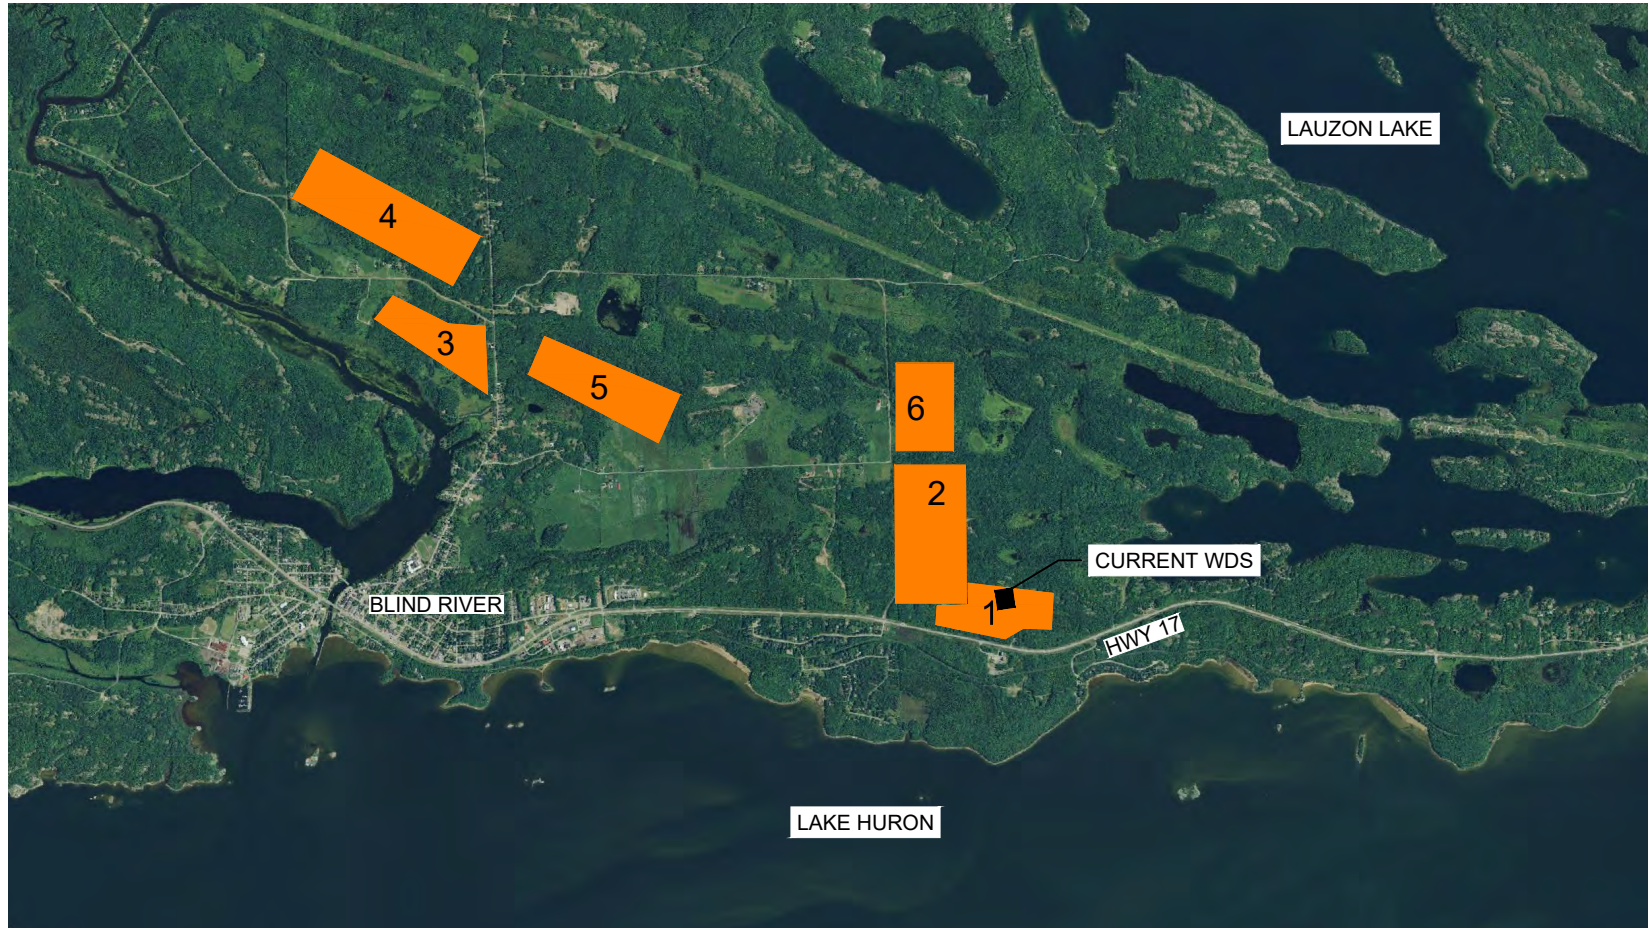 LAUZON LAKE
4
3
5
6
2
CURRENT WDS
BLIND RIVER
1
HWY 17
LAKE HURON